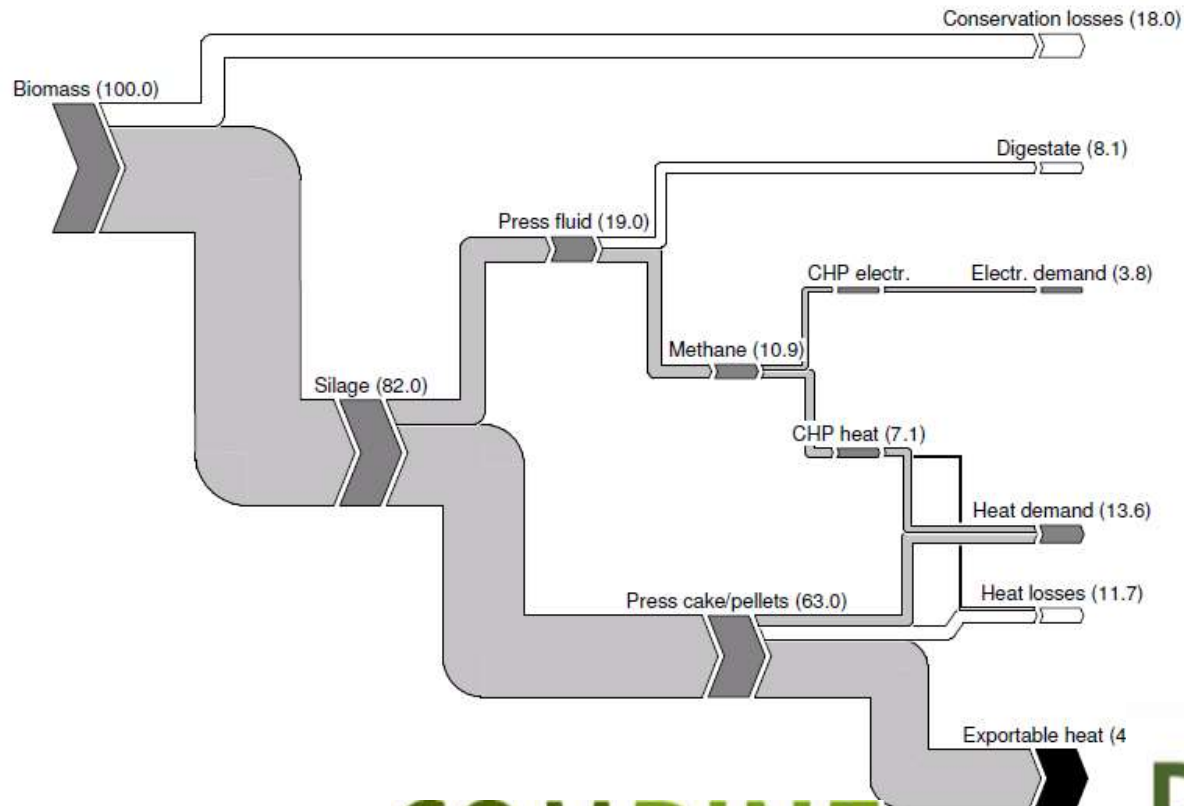 Conservation losses (18.0)
Biomass (100.0)
Digestate (8.1)
Press fluid (19.0)
CHP electr.
Electr. demand (3.8)
Methane (10.9)
Silage (82.0)
CHP heat (7.1)
Heat demand (13.6)
Heat losses (11.7)
Press cake/pellets (63.0)
Exportable heat (4